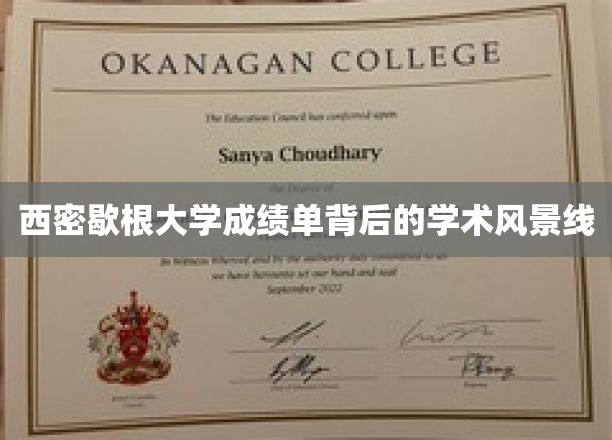 OKANAGAN COLLEGE
The Education Council has conferred upon
Sanya Choudhary
the Degree of
西密歇根大学成绩单背后的学术风景线
In Witness Whereof and by the authority duly committed to us
we have hereunto set our hand and seal
September 2022